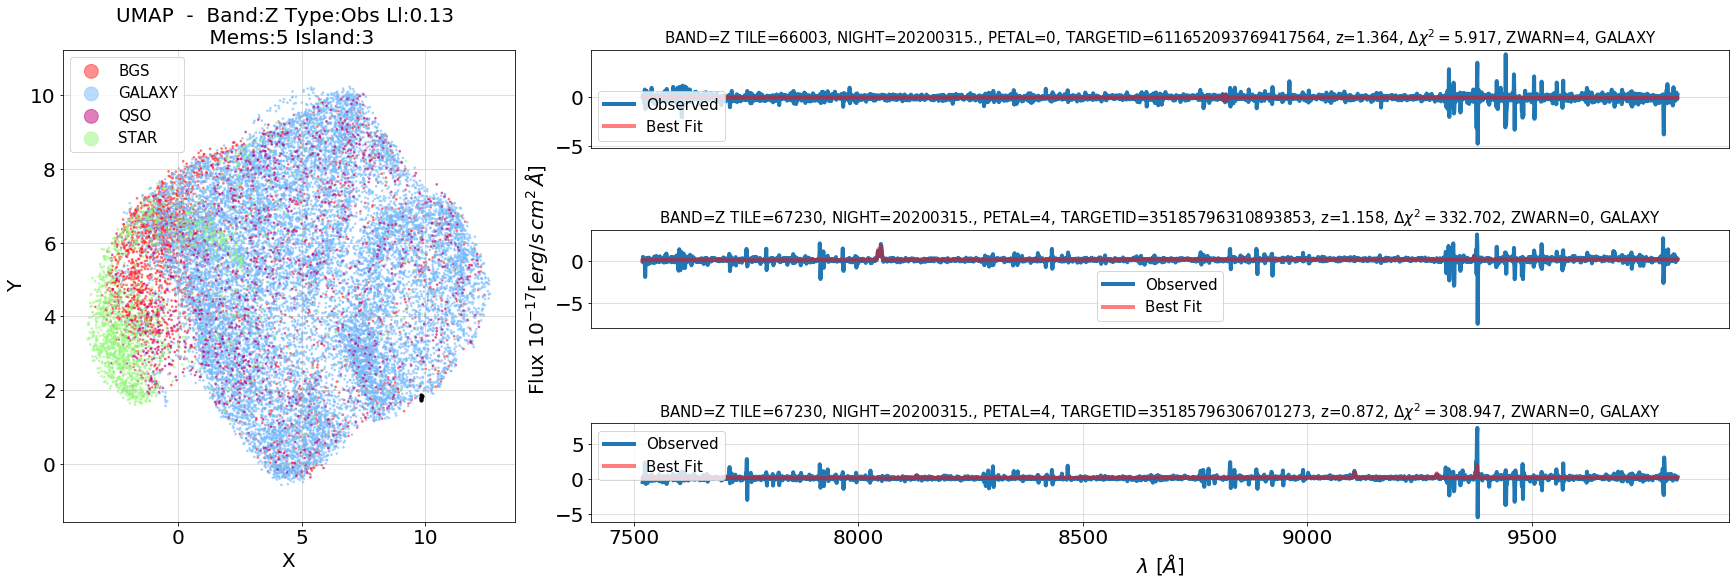 UMAP - Band:Z Type:Obs Ll:0.13
Mems:5 Island:3
BGS
GALAXY
QSO
STAR
10
8
6
4
2
0
Y
0
5
10
X
Flux 10⁻¹⁷[erg/s cm² Å]
BAND=Z TILE=66003, NIGHT=20200315., PETAL=0, TARGETID=611652093769417564, z=1.364, Δχ² = 5.917, ZWARN=4, GALAXY
0
−5
Observed
Best Fit
BAND=Z TILE=67230, NIGHT=20200315., PETAL=4, TARGETID=35185796310893853, z=1.158, Δχ² = 332.702, ZWARN=0, GALAXY
0
−5
Observed
Best Fit
BAND=Z TILE=67230, NIGHT=20200315., PETAL=4, TARGETID=35185796306701273, z=0.872, Δχ² = 308.947, ZWARN=0, GALAXY
5
0
−5
Observed
Best Fit
7500
8000
8500
9000
9500
λ [Å]